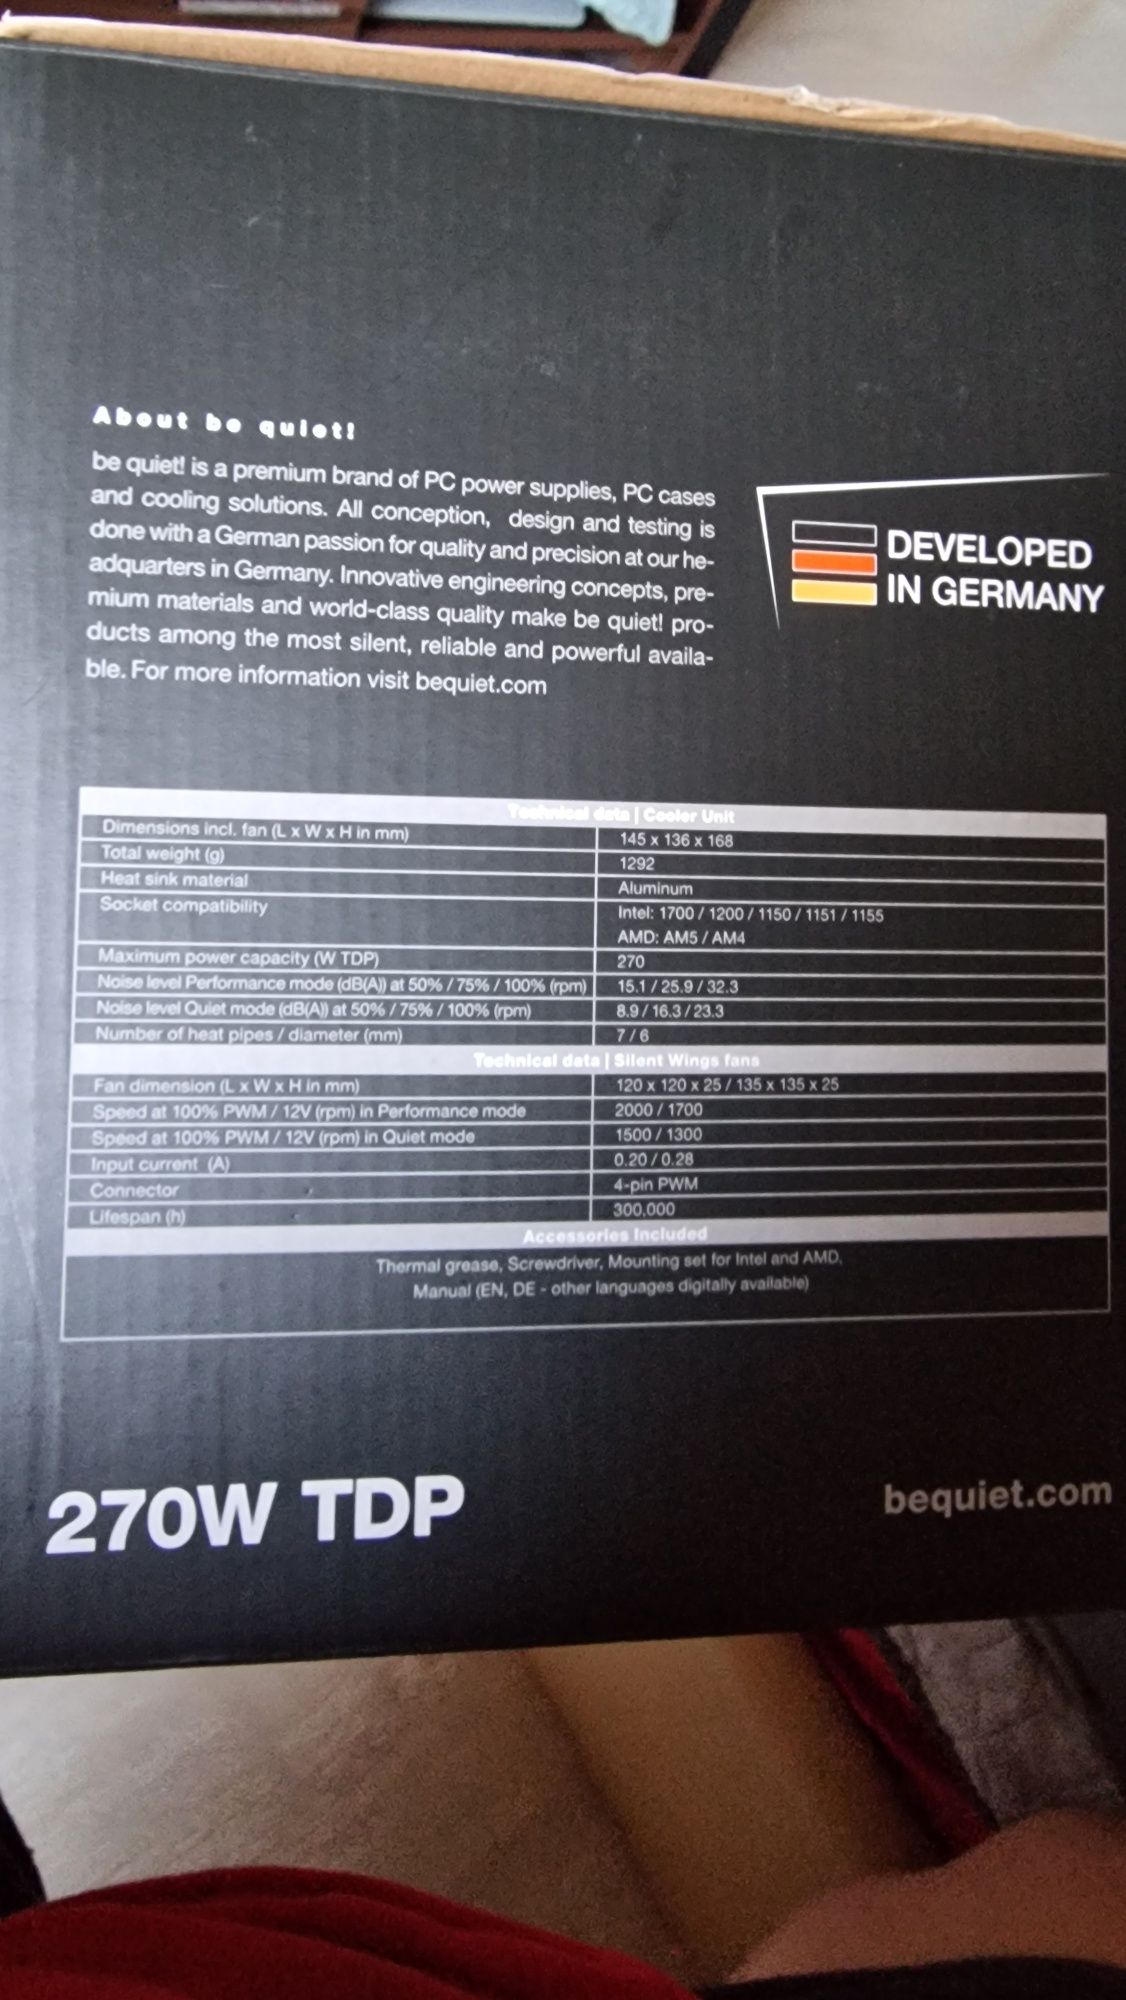 About be quiet!
be quiet! is a premium brand of PC power supplies, PC cases
and cooling solutions. All conception, design and testing is
done with a German passion for quality and precision at our he-
adquarters in Germany. Innovative engineering concepts, pre-
mium materials and world-class quality make be quiet! pro-
ducts among the most silent, reliable and powerful availa-
ble. For more information visit bequiet.com
DEVELOPED
IN GERMANY
Technical data | Cooler Unit
Dimensions incl. fan (L x W x H in mm) 145 x 136 x 168
Total weight (g) 1292
Heat sink material Aluminum
Socket compatibility Intel: 1700 / 1200 / 1150 / 1151 / 1155
AMD: AM5 / AM4
Maximum power capacity (W TDP) 270
Noise level Performance mode (dB(A)) at 50% / 75% / 100% (rpm) 15.1 / 25.9 / 32.3
Noise level Quiet mode (dB(A)) at 50% / 75% / 100% (rpm) 8.9 / 16.3 / 23.3
Number of heat pipes / diameter (mm) 7 / 6
Technical data | Silent Wings fans
Fan dimension (L x W x H in mm) 120 x 120 x 25 / 135 x 135 x 25
Speed at 100% PWM / 12V (rpm) in Performance mode 2000 / 1700
Speed at 100% PWM / 12V (rpm) in Quiet mode 1500 / 1300
Input current (A) 0.20 / 0.28
Connector 4-pin PWM
Lifespan (h) 300,000
Accessories Included
Thermal grease, Screwdriver, Mounting set for Intel and AMD,
Manual (EN, DE - other languages digitally available)
270W TDP
bequiet.com